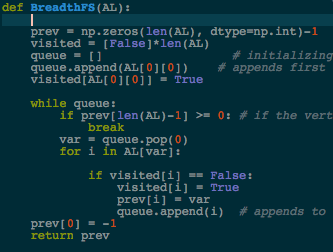 def BreadthFS(AL):
prev = np.zeros(len(AL), dtype=np.int)-1
visited = [False]*len(AL)
queue = [] # initializing
queue.append(AL[0][0]) # appends first
visited[AL[0][0]] = True
while queue:
if prev[len(AL)-1] >= 0: # if the vert
break
var = queue.pop(0)
for i in AL[var]:
if visited[i] == False:
visited[i] = True
prev[i] = var
queue.append(i) # appends to
prev[0] = -1
return prev